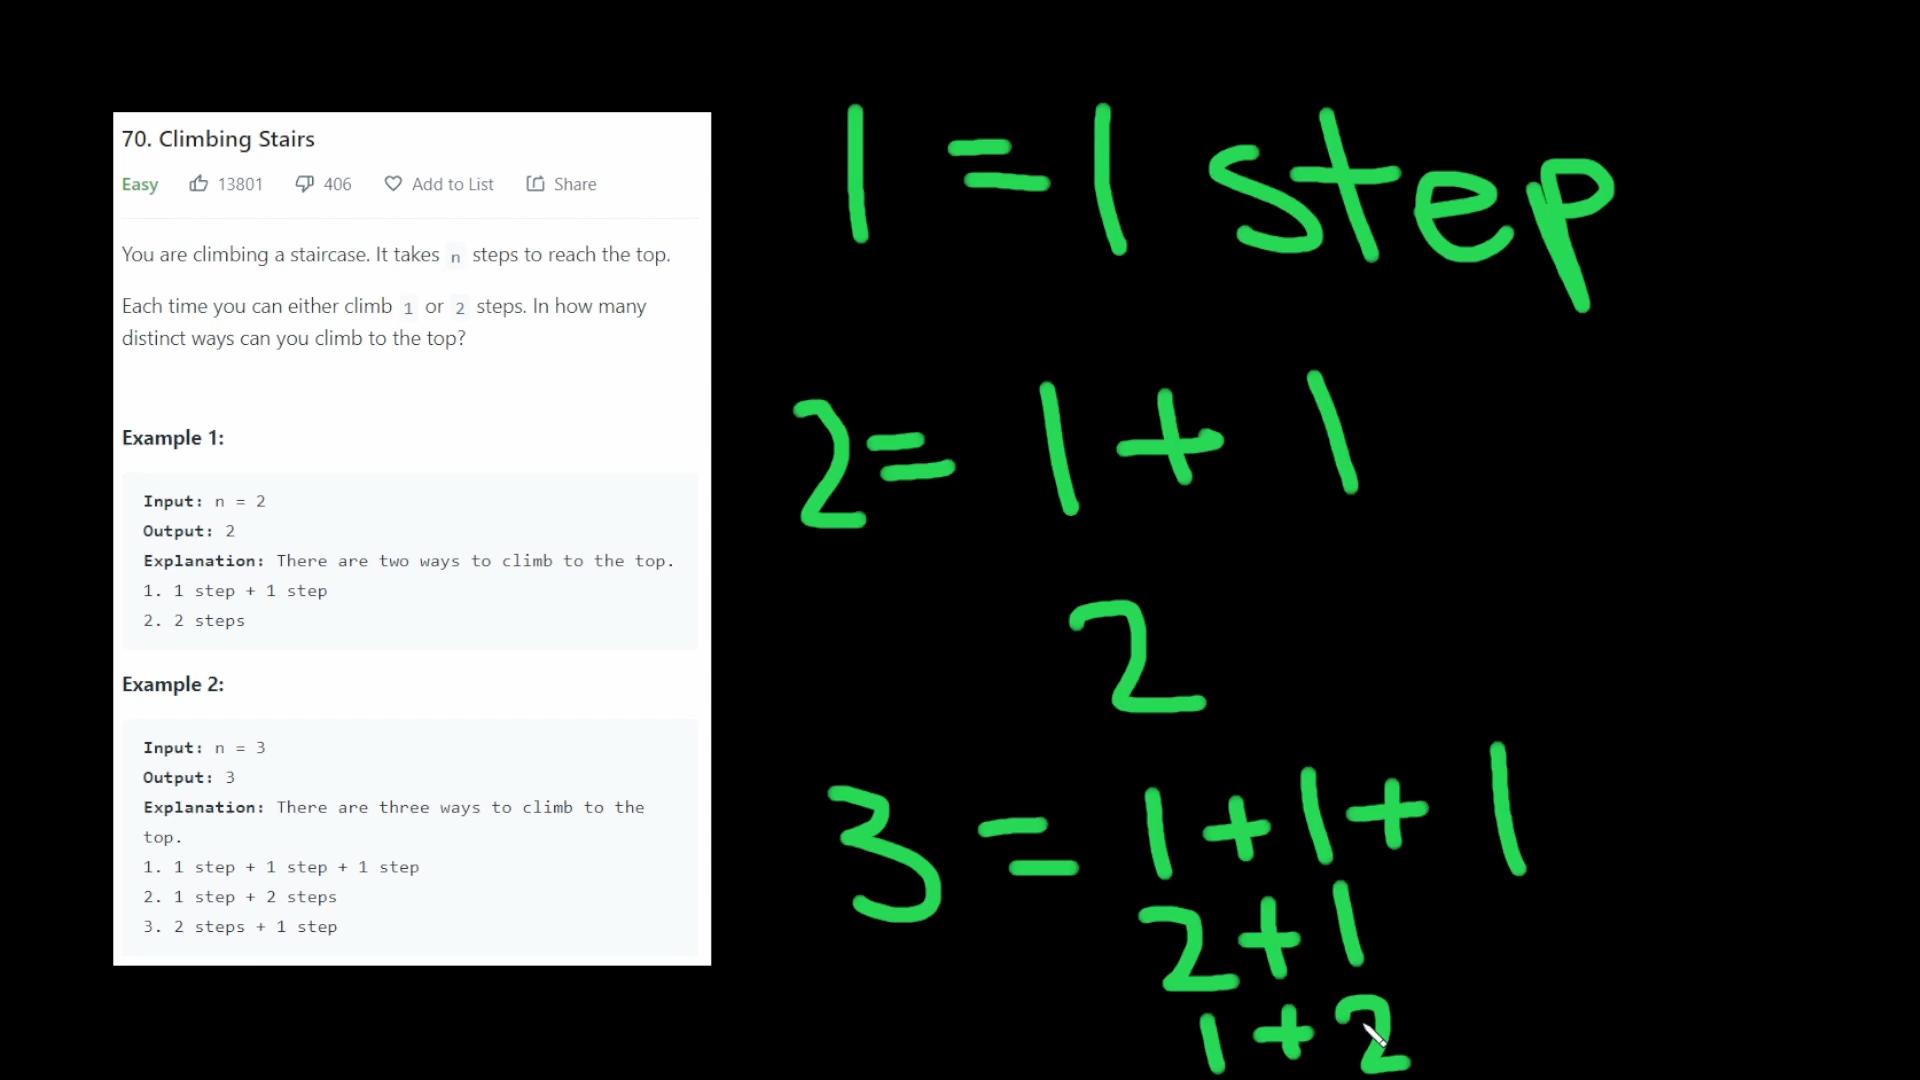 70. Climbing Stairs
Easy 13801 406 Add to List Share
You are climbing a staircase. It takes n steps to reach the top.
Each time you can either climb 1 or 2 steps. In how many
distinct ways can you climb to the top?
Example 1:
Input: n = 2
Output: 2
Explanation: There are two ways to climb to the top.
1. 1 step + 1 step
2. 2 steps
Example 2:
Input: n = 3
Output: 3
Explanation: There are three ways to climb to the
top.
1. 1 step + 1 step + 1 step
2. 1 step + 2 steps
3. 2 steps + 1 step
1 = 1 step
2 = 1 + 1
2
3 = 1 + 1 + 1
2 + 1
1 + 2